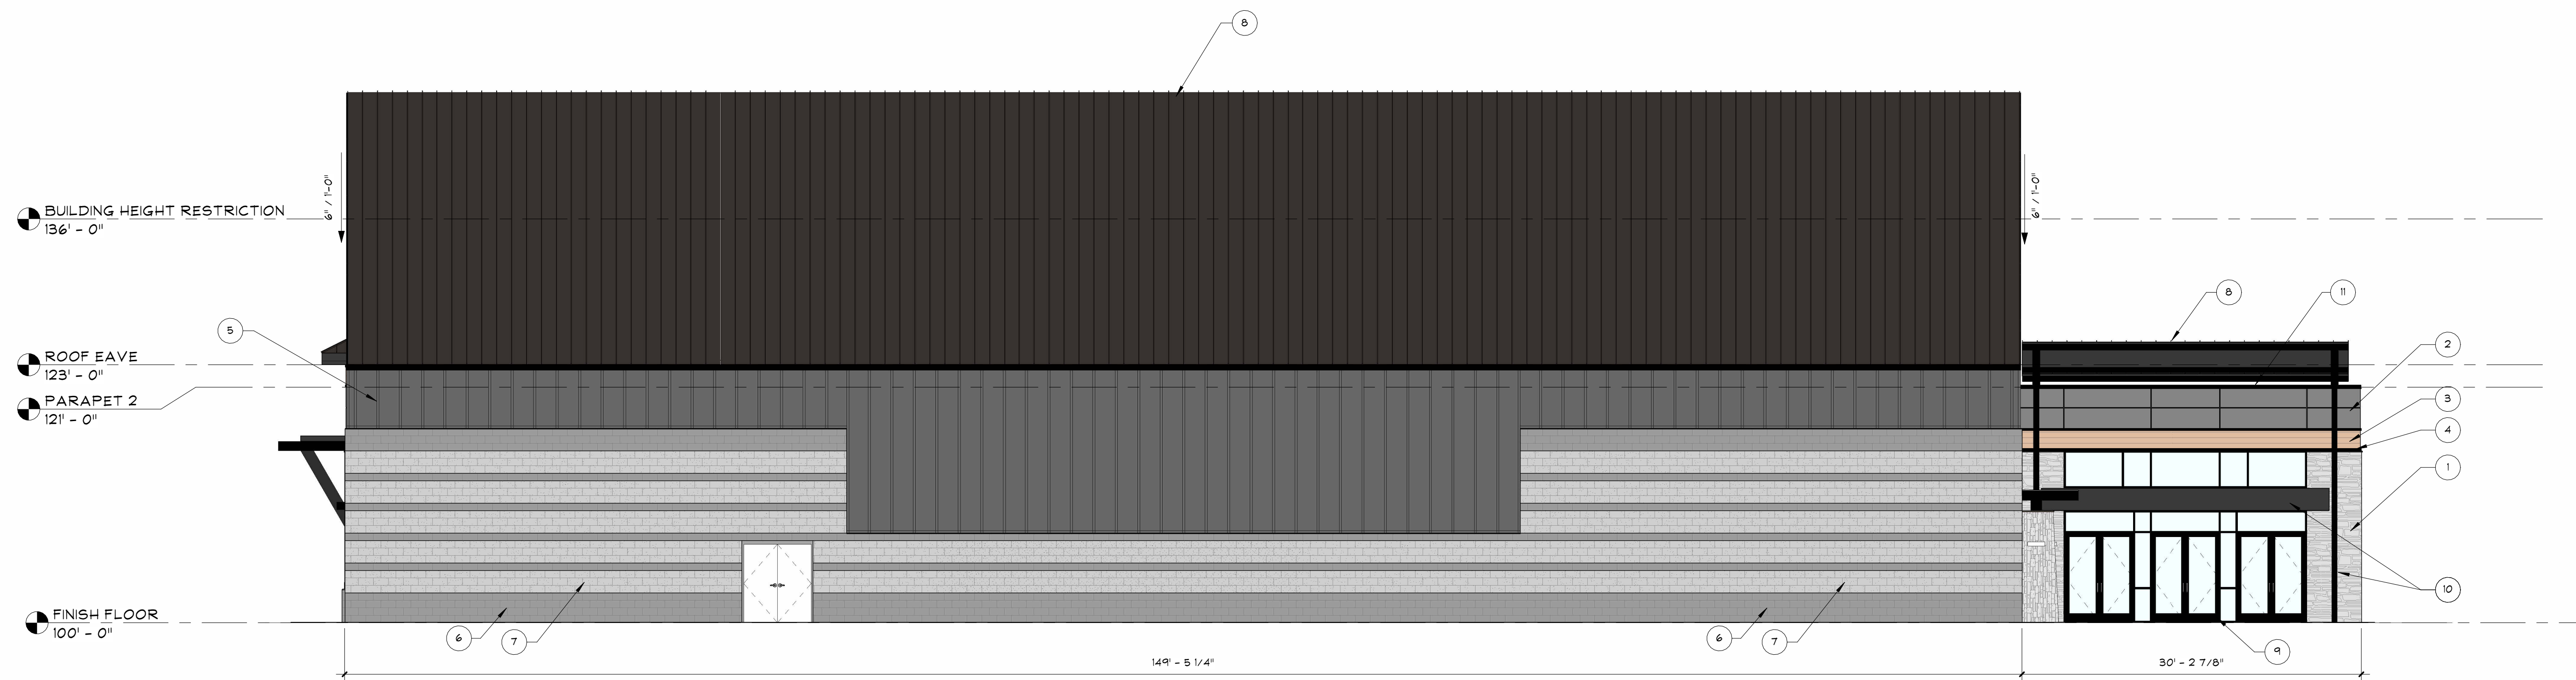 8
BUILDING HEIGHT RESTRICTION
136' - 0"
6" / 1'-0"
6" / 1'-0"
8
11
5
ROOF EAVE
123' - 0"
2
PARAPET 2
121' - 0"
3
4
1
10
FINISH FLOOR
100' - 0"
6
7
6
7
9
149' - 5 1/4"
30' - 2 7/8"